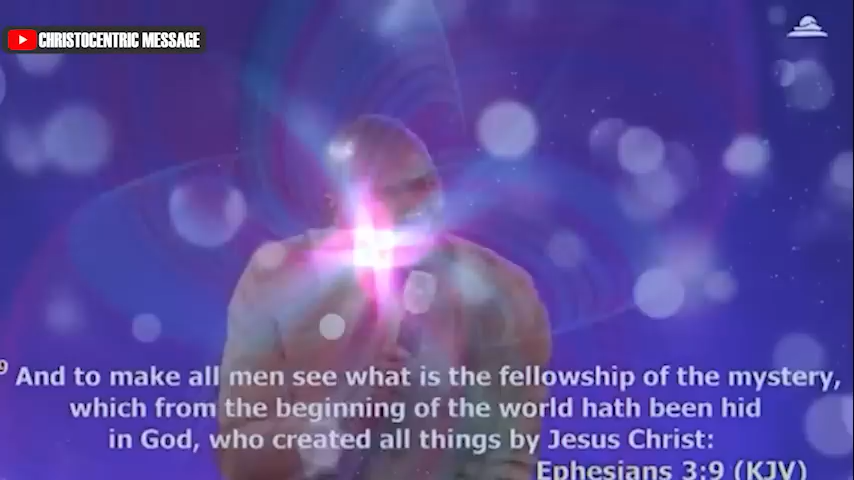 CHRISTOCENTRIC MESSAGE
9 And to make all men see what is the fellowship of the mystery,
which from the beginning of the world hath been hid
in God, who created all things by Jesus Christ:
Ephesians 3:9 (KJV)